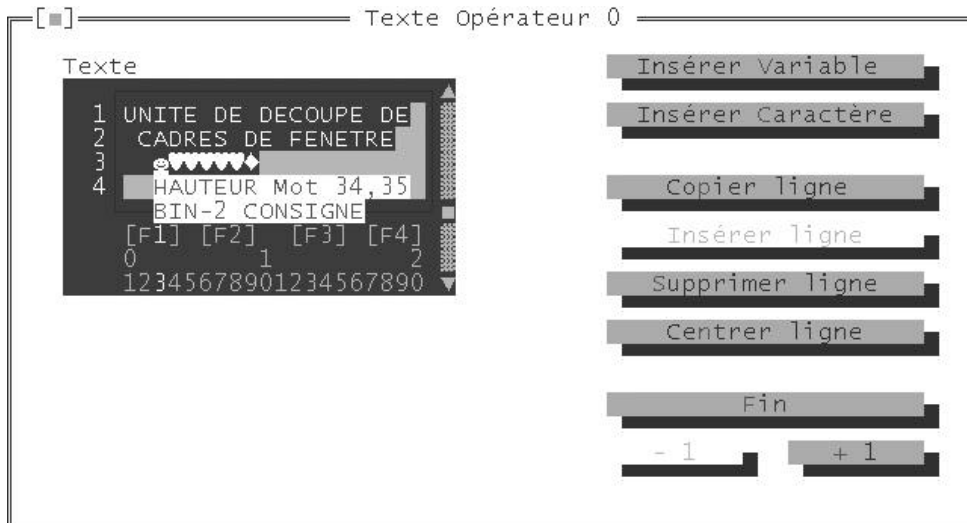 Texte Opérateur 0
Texte
1 UNITE DE DECOUPE DE
2 CADRES DE FENETRE
3 ☺♥♥♥♥♥♦
4 HAUTEUR Mot 34,35
BIN-2 CONSIGNE
[F1] [F2] [F3] [F4]
0 1 2
12345678901234567890
Insérer Variable
Insérer Caractère
Copier ligne
Insérer ligne
Supprimer ligne
Centrer ligne
Fin
- 1
+ 1